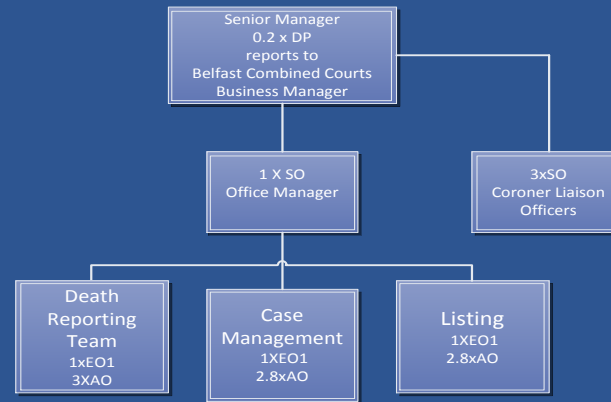 Senior Manager
0.2 x DP
reports to
Belfast Combined Courts
Business Manager
1 X SO
Office Manager
3xSO
Coroner Liaison
Officers
Death
Reporting
Team
1xEO1
3XAO
Case
Management
1XEO1
2.8xAO
Listing
1XEO1
2.8xAO